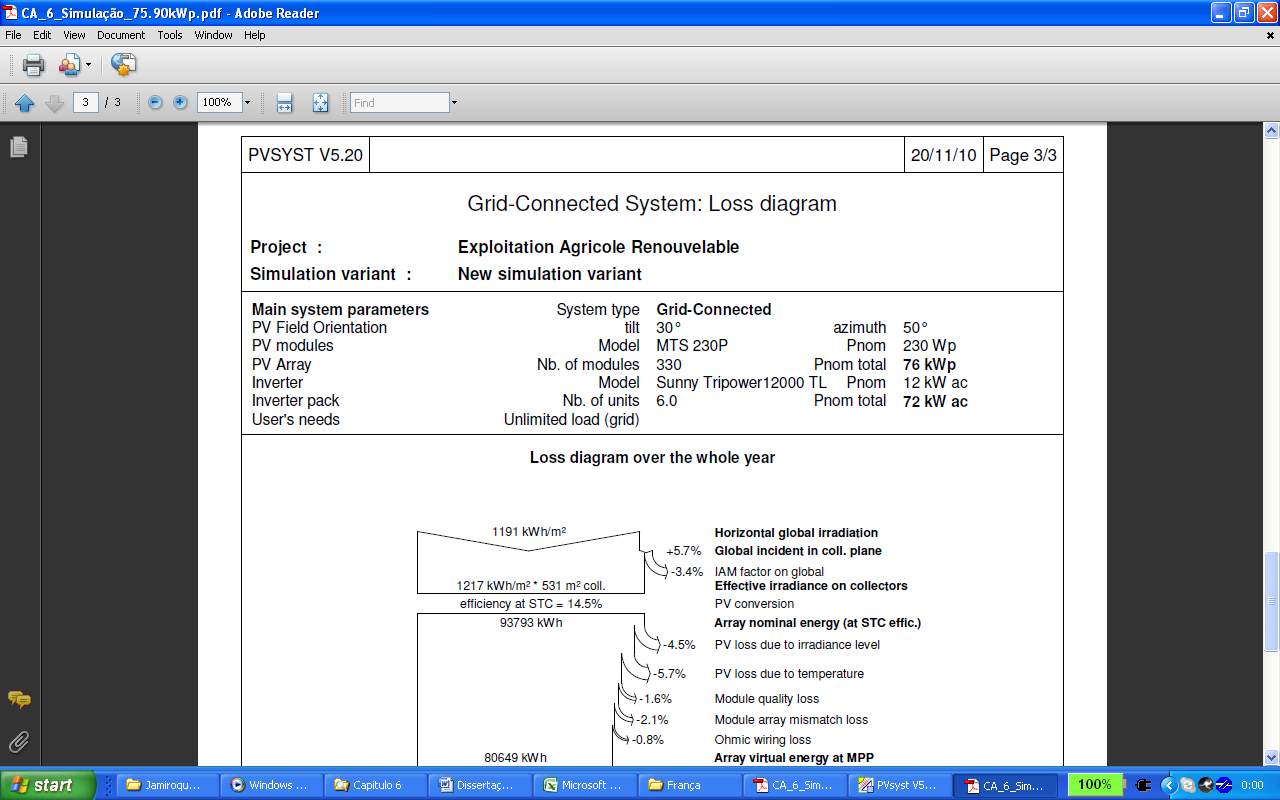 CA_6_Simulação_75.90kWp.pdf - Adobe Reader
File Edit View Document Tools Window Help
3 / 3 100% Find
PVSYST V5.20 20/11/10 Page 3/3
Grid-Connected System: Loss diagram
Project : Exploitation Agricole Renouvelable
Simulation variant : New simulation variant
Main system parameters System type Grid-Connected
PV Field Orientation tilt 30° azimuth 50°
PV modules Model MTS 230P Pnom 230 Wp
PV Array Nb. of modules 330 Pnom total 76 kWp
Inverter Model Sunny Tripower12000 TL Pnom 12 kW ac
Inverter pack Nb. of units 6.0 Pnom total 72 kW ac
User's needs Unlimited load (grid)
Loss diagram over the whole year
1191 kWh/m² Horizontal global irradiation
+5.7% Global incident in coll. plane
-3.4% IAM factor on global
1217 kWh/m² * 531 m² coll. Effective irradiance on collectors
efficiency at STC = 14.5% PV conversion
93793 kWh Array nominal energy (at STC effic.)
-4.5% PV loss due to irradiance level
-5.7% PV loss due to temperature
-1.6% Module quality loss
-2.1% Module array mismatch loss
-0.8% Ohmic wiring loss
80649 kWh Array virtual energy at MPP
start Jamiroqu... Windows ... Capitulo 6 Dissertaç... Microsoft ... França CA_6_Sim... PVsyst V5... CA_6_Sim... 100% 0:00